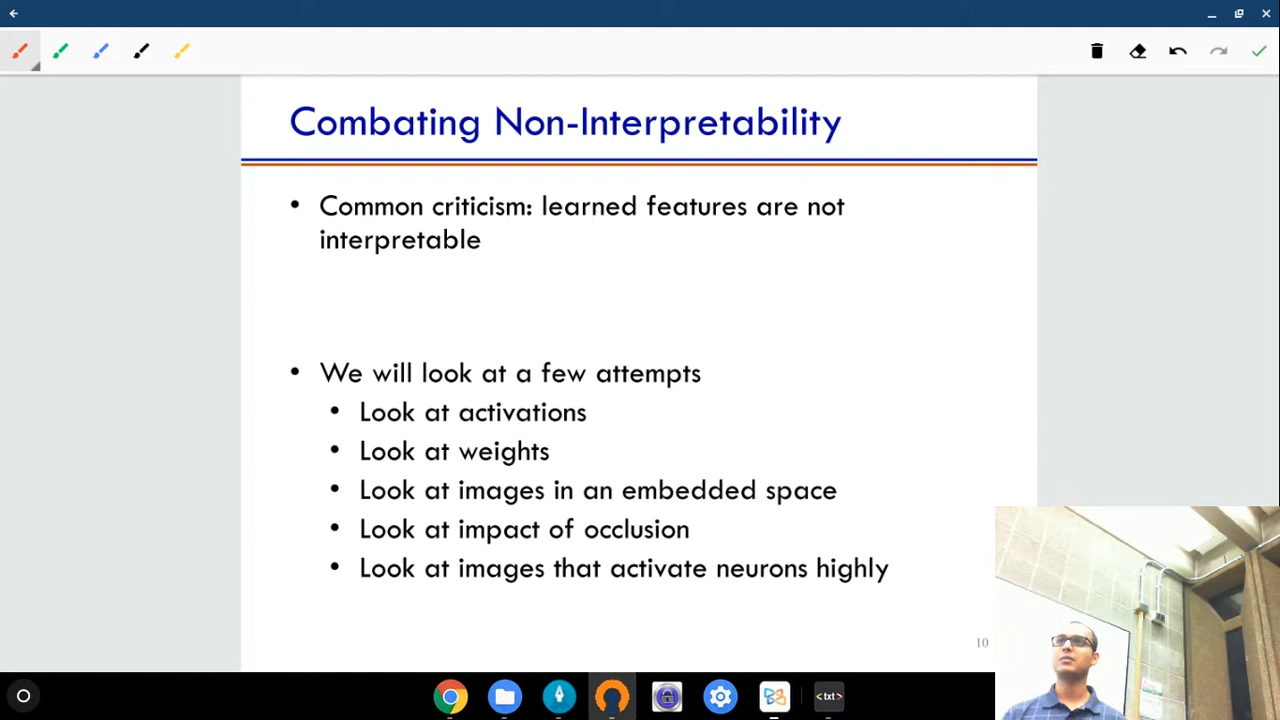 Combating Non-Interpretability
• Common criticism: learned features are not
interpretable
• We will look at a few attempts
• Look at activations
• Look at weights
• Look at images in an embedded space
• Look at impact of occlusion
• Look at images that activate neurons highly
10
<txt>